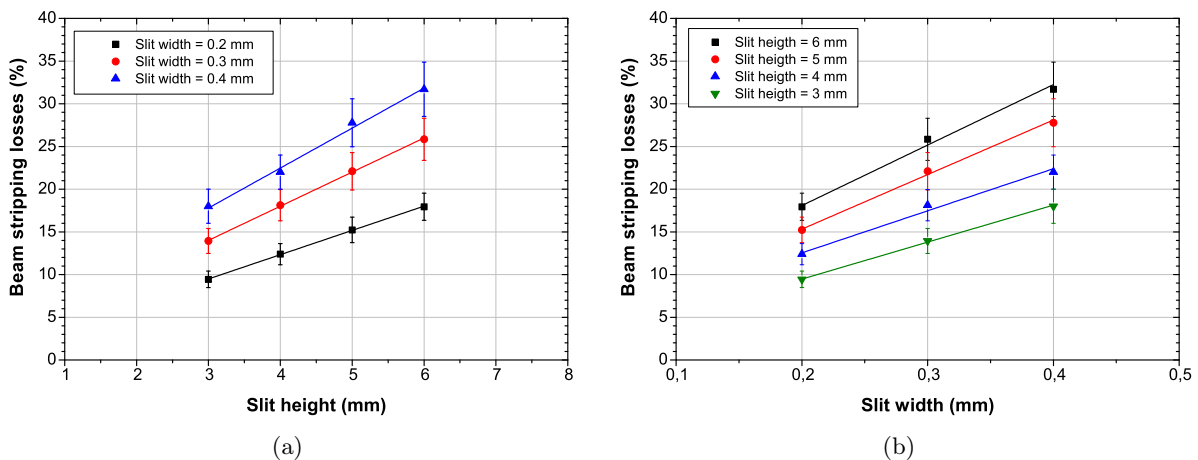 40
35
30
25
20
15
10
5
0
Beam stripping losses (%)
Slit width = 0.2 mm
Slit width = 0.3 mm
Slit width = 0.4 mm
1 2 3 4 5 6 7 8
Slit height (mm)
(a)
40
35
30
25
20
15
10
5
0
Beam stripping losses (%)
Slit heigth = 6 mm
Slit heigth = 5 mm
Slit heigth = 4 mm
Slit heigth = 3 mm
0,1 0,2 0,3 0,4 0,5
Slit width (mm)
(b)